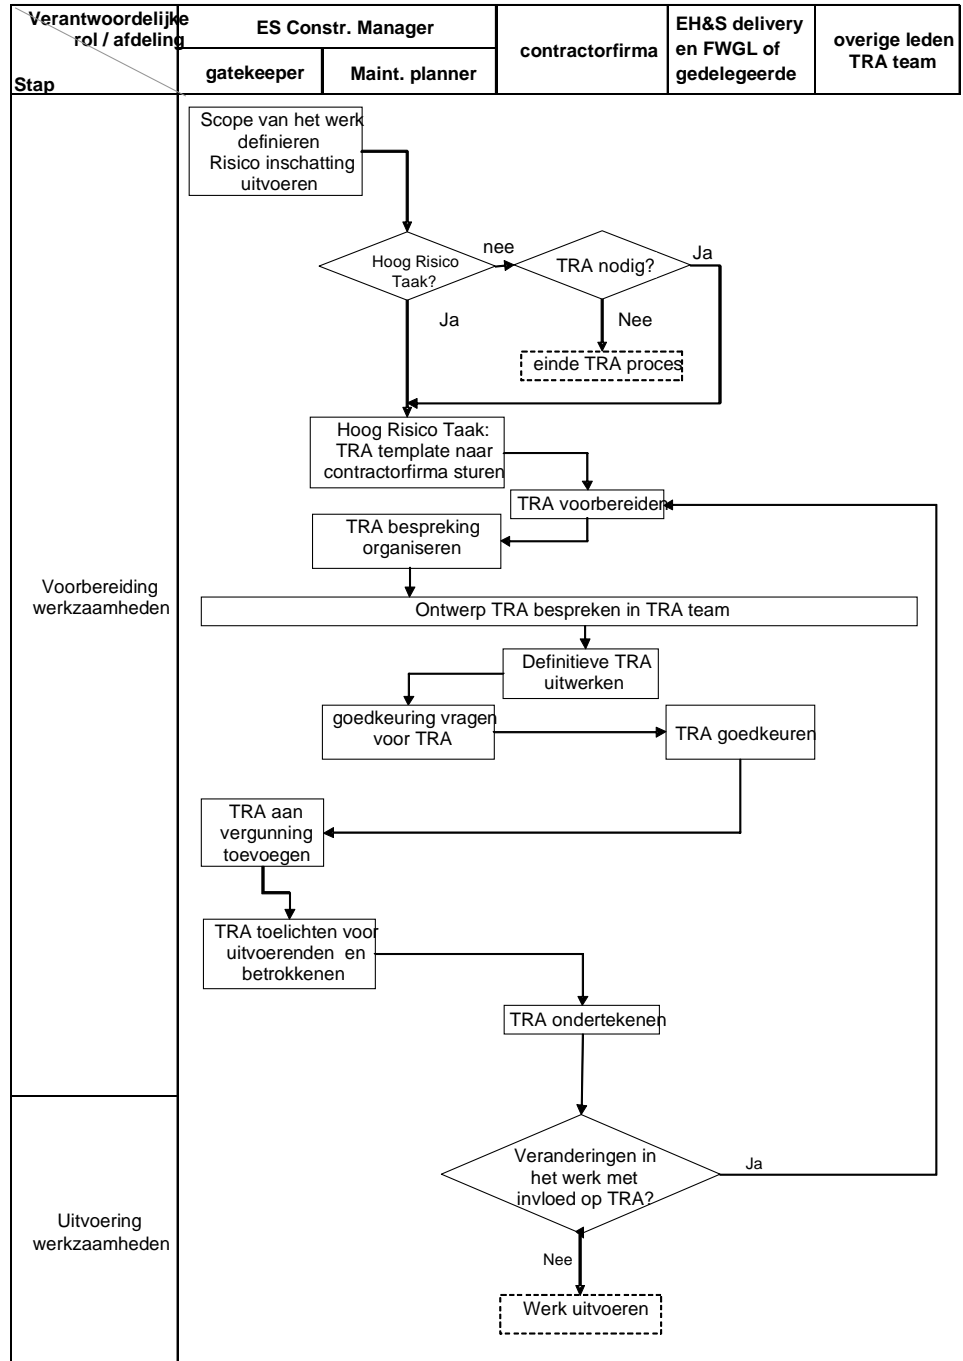 Verantwoordelijke
rol / afdeling
Stap
ES Constr. Manager
gatekeeper
Maint. planner
contractorfirma
EH&S delivery
en FWGL of
gedelegeerde
overige leden
TRA team
Scope van het werk
definiëren
Risico inschatting
uitvoeren
Hoog Risico
Taak?
nee
TRA nodig?
Ja
Ja
Nee
einde TRA proces
Hoog Risico Taak:
TRA template naar
contractorfirma sturen
TRA voorbereiden
TRA bespreking
organiseren
Voorbereiding
werkzaamheden
Ontwerp TRA bespreken in TRA team
Definitieve TRA
uitwerken
goedkeuring vragen
voor TRA
TRA goedkeuren
TRA aan
vergunning
toevoegen
TRA toelichten voor
uitvoerenden en
betrokkenen
TRA ondertekenen
Veranderingen in
het werk met
invloed op TRA?
Ja
Uitvoering
werkzaamheden
Nee
Werk uitvoeren